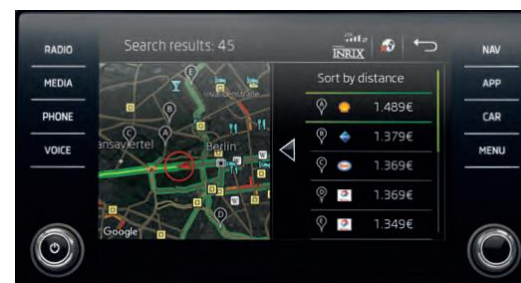 RADIO
MEDIA
PHONE
VOICE
Search results: 45
INRIX
Sort by distance
A 1.489€
B 1.379€
C 1.369€
D 1.369€
E 1.349€
E
B
C
A
ansaviertel
Berlin
D
Google
NAV
APP
CAR
MENU